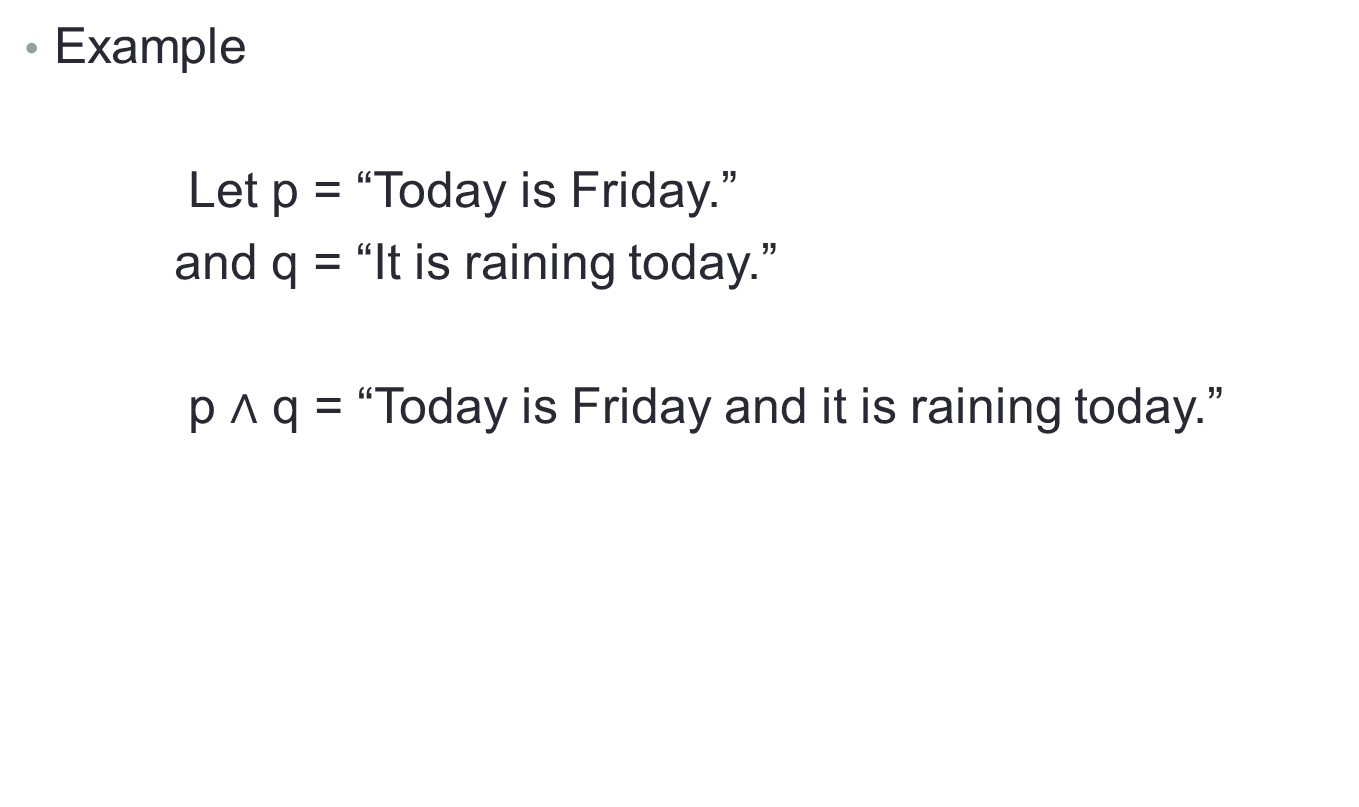 • Example
Let p = “Today is Friday.”
and q = “It is raining today.”
p ∧ q = “Today is Friday and it is raining today.”